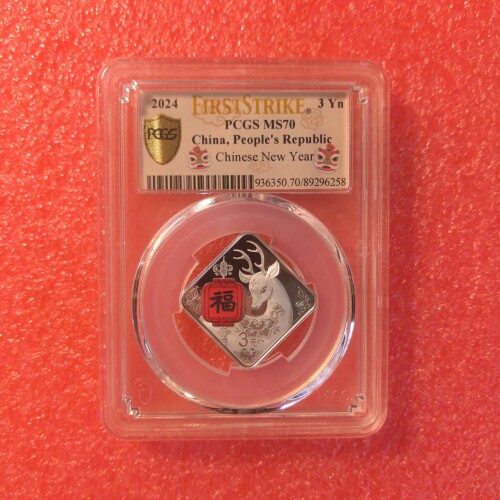 2024 FIRSTSTRIKE® 3 Yn
PCGS PCGS MS70
China, People's Republic
Chinese New Year
936350.70/89296258
福
3